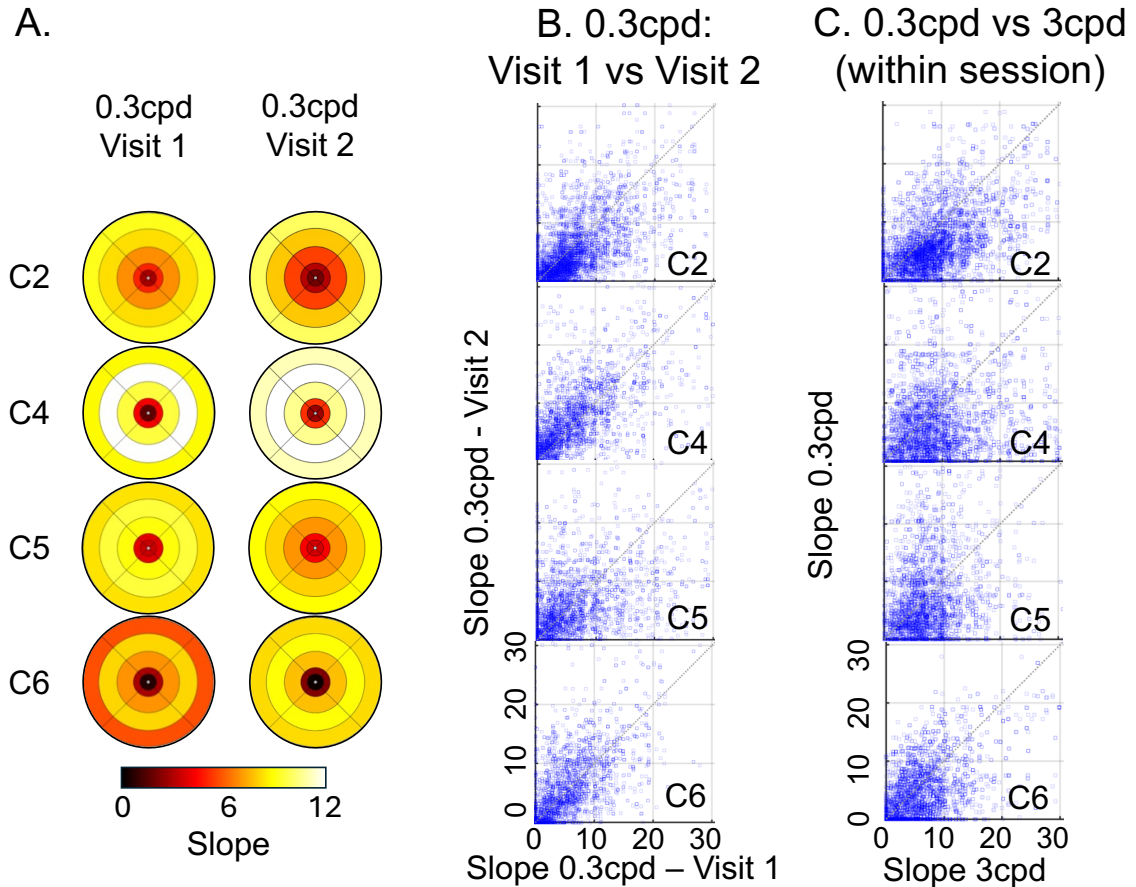 A.
0.3cpd
Visit 1
0.3cpd
Visit 2
C2
C4
C5
C6
0
6
12
Slope
B. 0.3cpd:
Visit 1 vs Visit 2
Slope 0.3cpd - Visit 2
C2
C4
C5
C6
30
20
10
0
0
10
20
30
Slope 0.3cpd – Visit 1
C. 0.3cpd vs 3cpd
(within session)
Slope 0.3cpd
C2
C4
C5
C6
30
20
10
0
0
10
20
30
Slope 3cpd